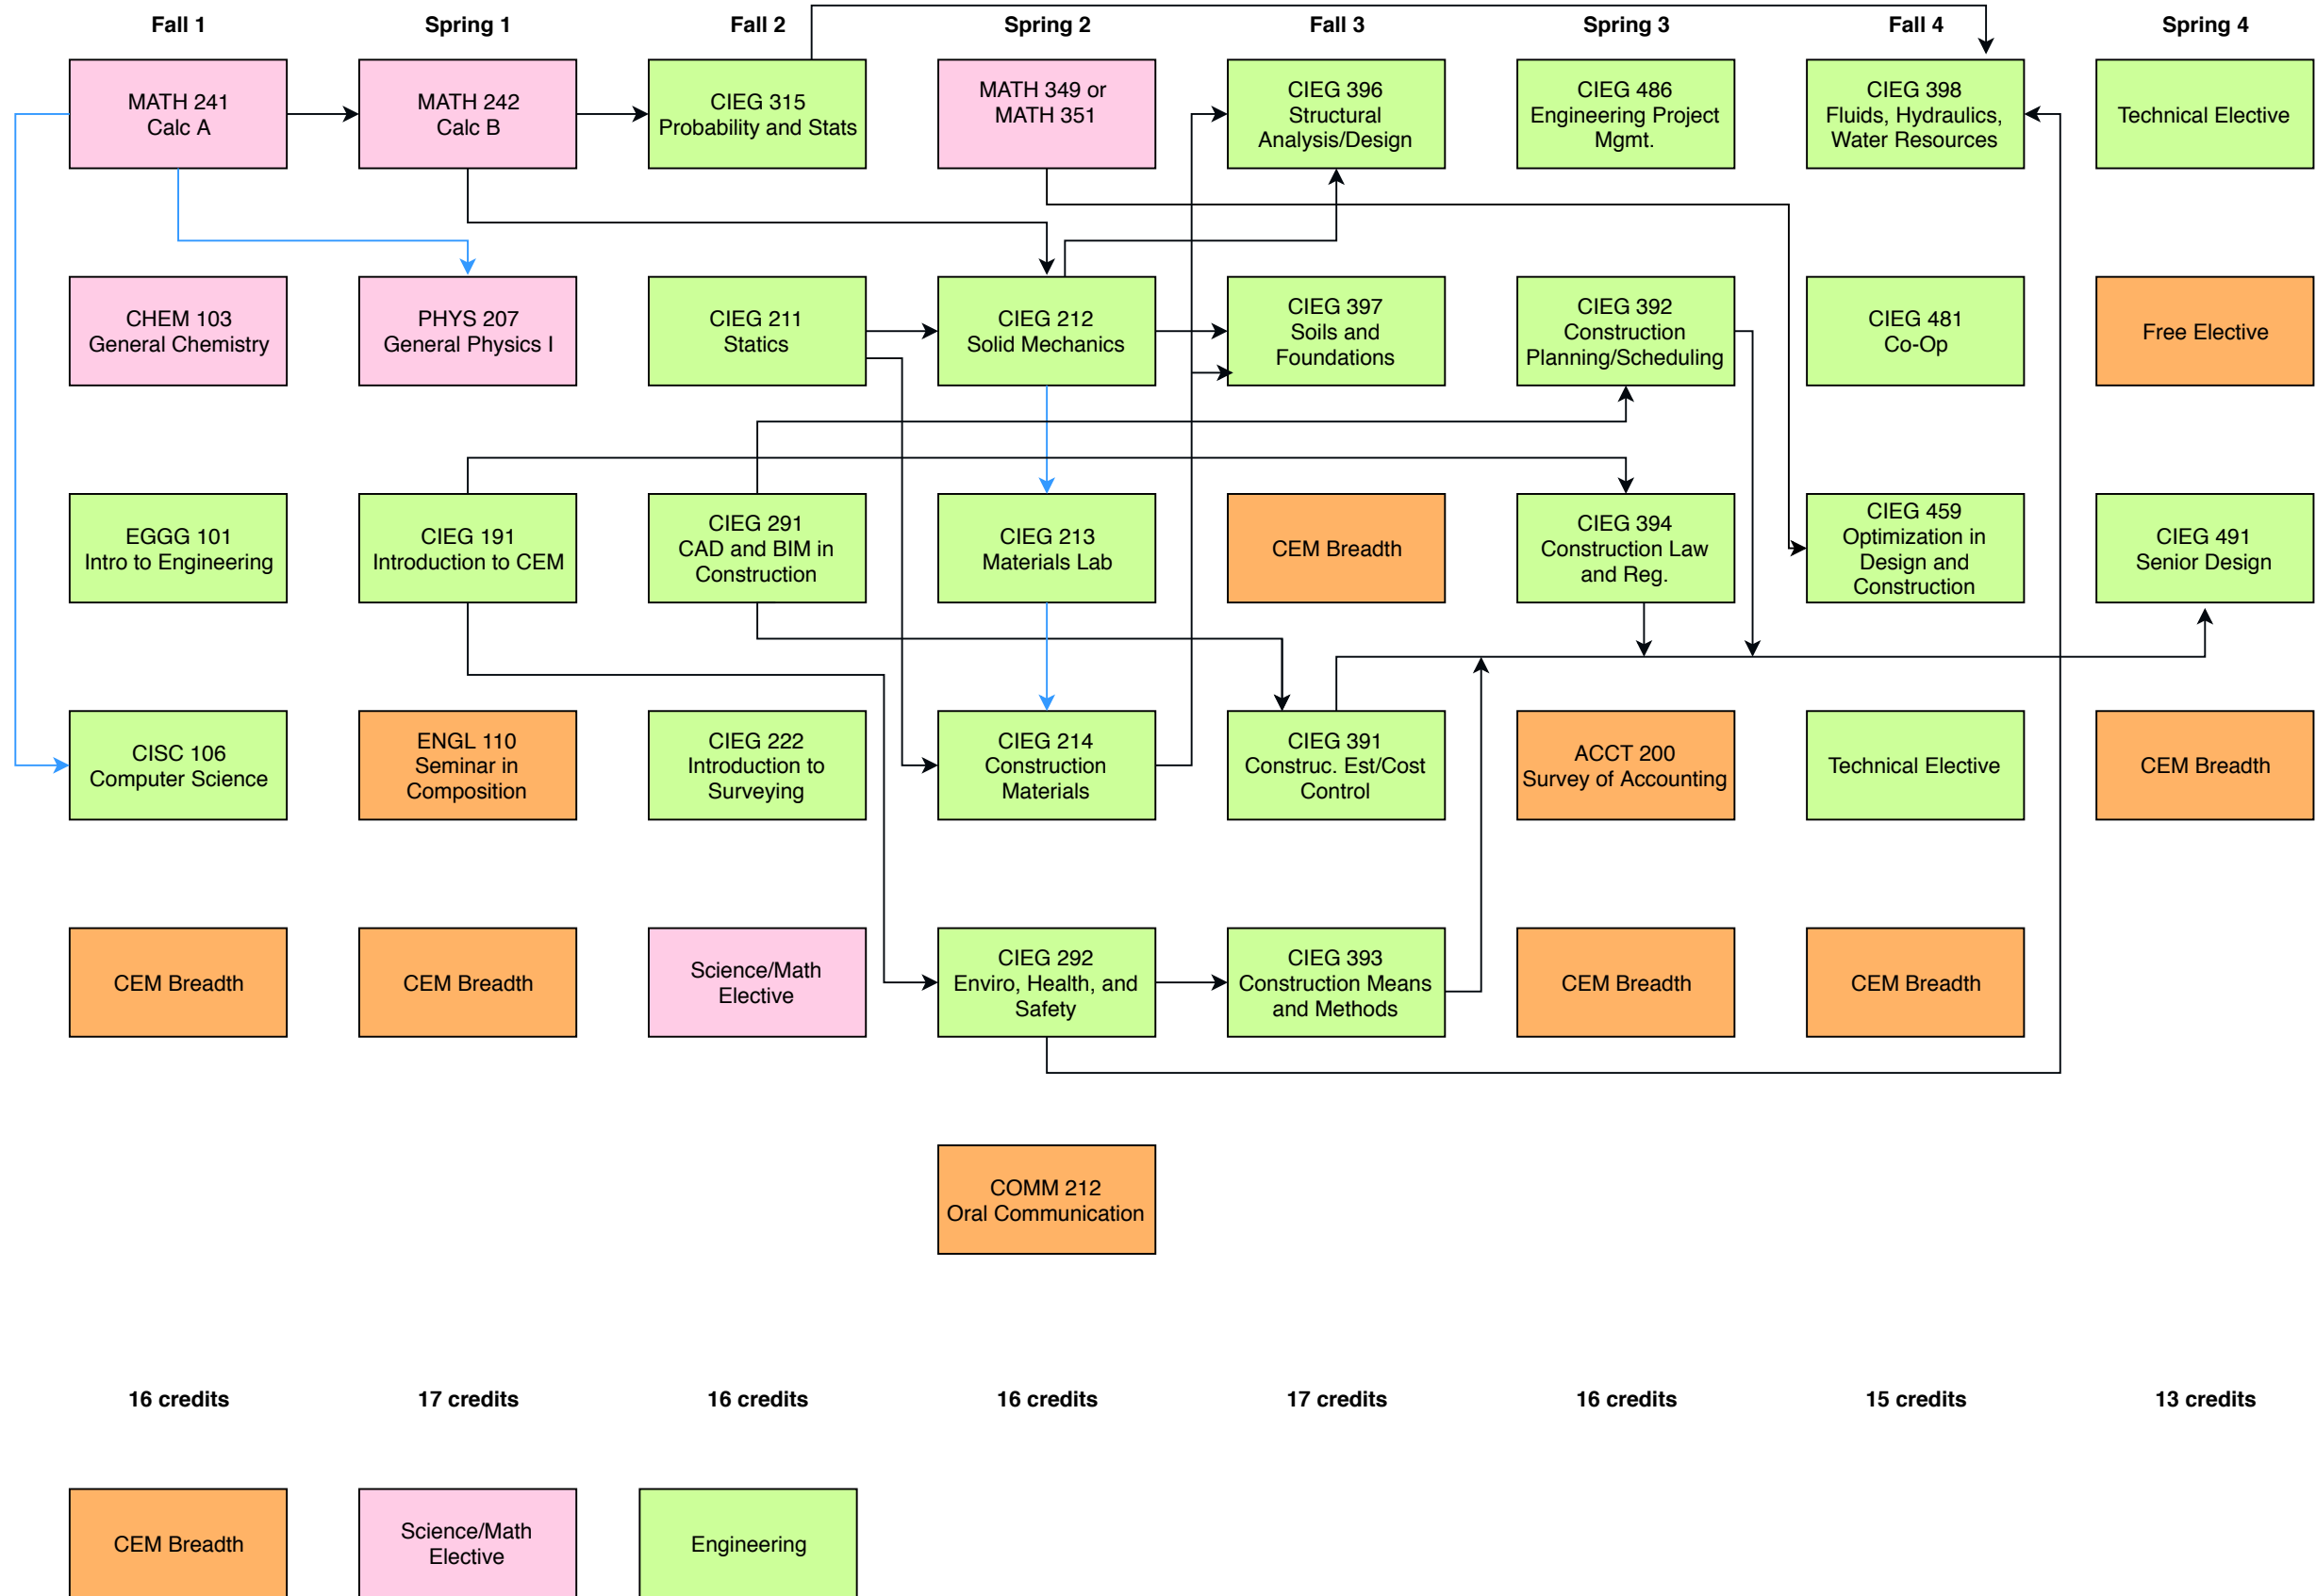 Fall 1
Spring 1
Fall 2
Spring 2
Fall 3
Spring 3
Fall 4
Spring 4
MATH 241
Calc A
MATH 242
Calc B
CIEG 315
Probability and Stats
MATH 349 or
MATH 351
CIEG 396
Structural
Analysis/Design
CIEG 486
Engineering Project
Mgmt.
CIEG 398
Fluids, Hydraulics,
Water Resources
Technical Elective
CHEM 103
General Chemistry
PHYS 207
General Physics I
CIEG 211
Statics
CIEG 212
Solid Mechanics
CIEG 397
Soils and
Foundations
CIEG 392
Construction
Planning/Scheduling
CIEG 481
Co-Op
Free Elective
EGGG 101
Intro to Engineering
CIEG 191
Introduction to CEM
CIEG 291
CAD and BIM in
Construction
CIEG 213
Materials Lab
CEM Breadth
CIEG 394
Construction Law
and Reg.
CIEG 459
Optimization in
Design and
Construction
CIEG 491
Senior Design
CISC 106
Computer Science
ENGL 110
Seminar in
Composition
CIEG 222
Introduction to
Surveying
CIEG 214
Construction
Materials
CIEG 391
Construc. Est/Cost
Control
ACCT 200
Survey of Accounting
Technical Elective
CEM Breadth
CEM Breadth
CEM Breadth
Science/Math
Elective
CIEG 292
Enviro, Health, and
Safety
CIEG 393
Construction Means
and Methods
CEM Breadth
CEM Breadth
COMM 212
Oral Communication
16 credits
17 credits
16 credits
16 credits
17 credits
16 credits
15 credits
13 credits
CEM Breadth
Science/Math
Elective
Engineering